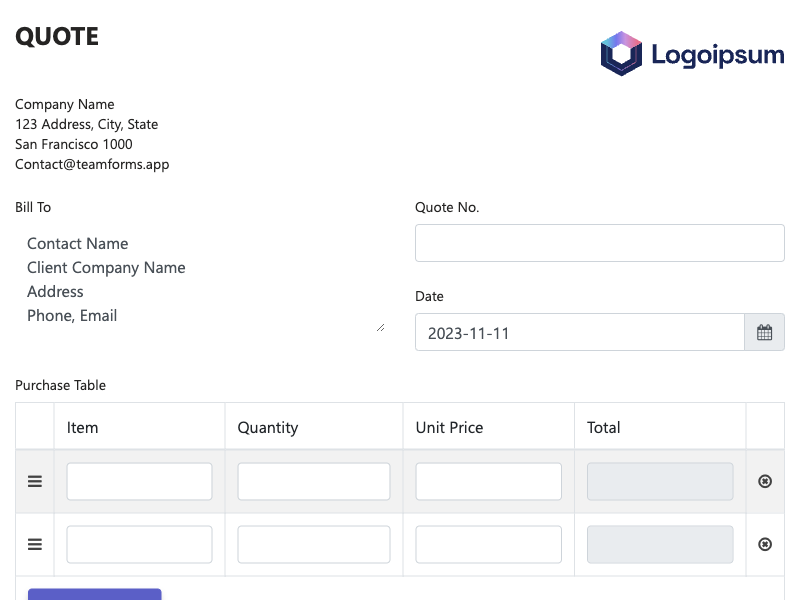 QUOTE
Logoipsum
Company Name
123 Address, City, State
San Francisco 1000
Contact@teamforms.app
Bill To
Contact Name
Client Company Name
Address
Phone, Email
Quote No.
Date
2023-11-11
Purchase Table
Item Quantity Unit Price Total